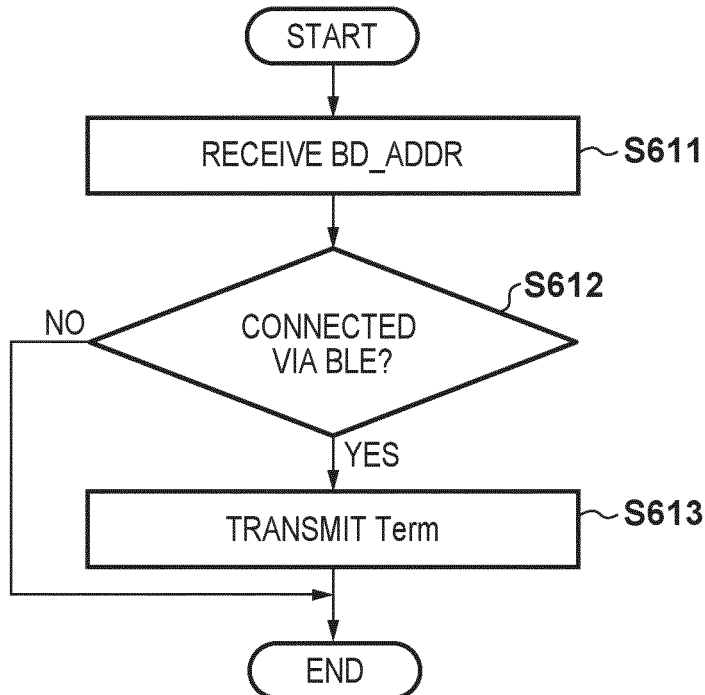 START
RECEIVE BD_ADDR
S611
S612
NO
CONNECTED
VIA BLE?
YES
TRANSMIT Term
S613
END